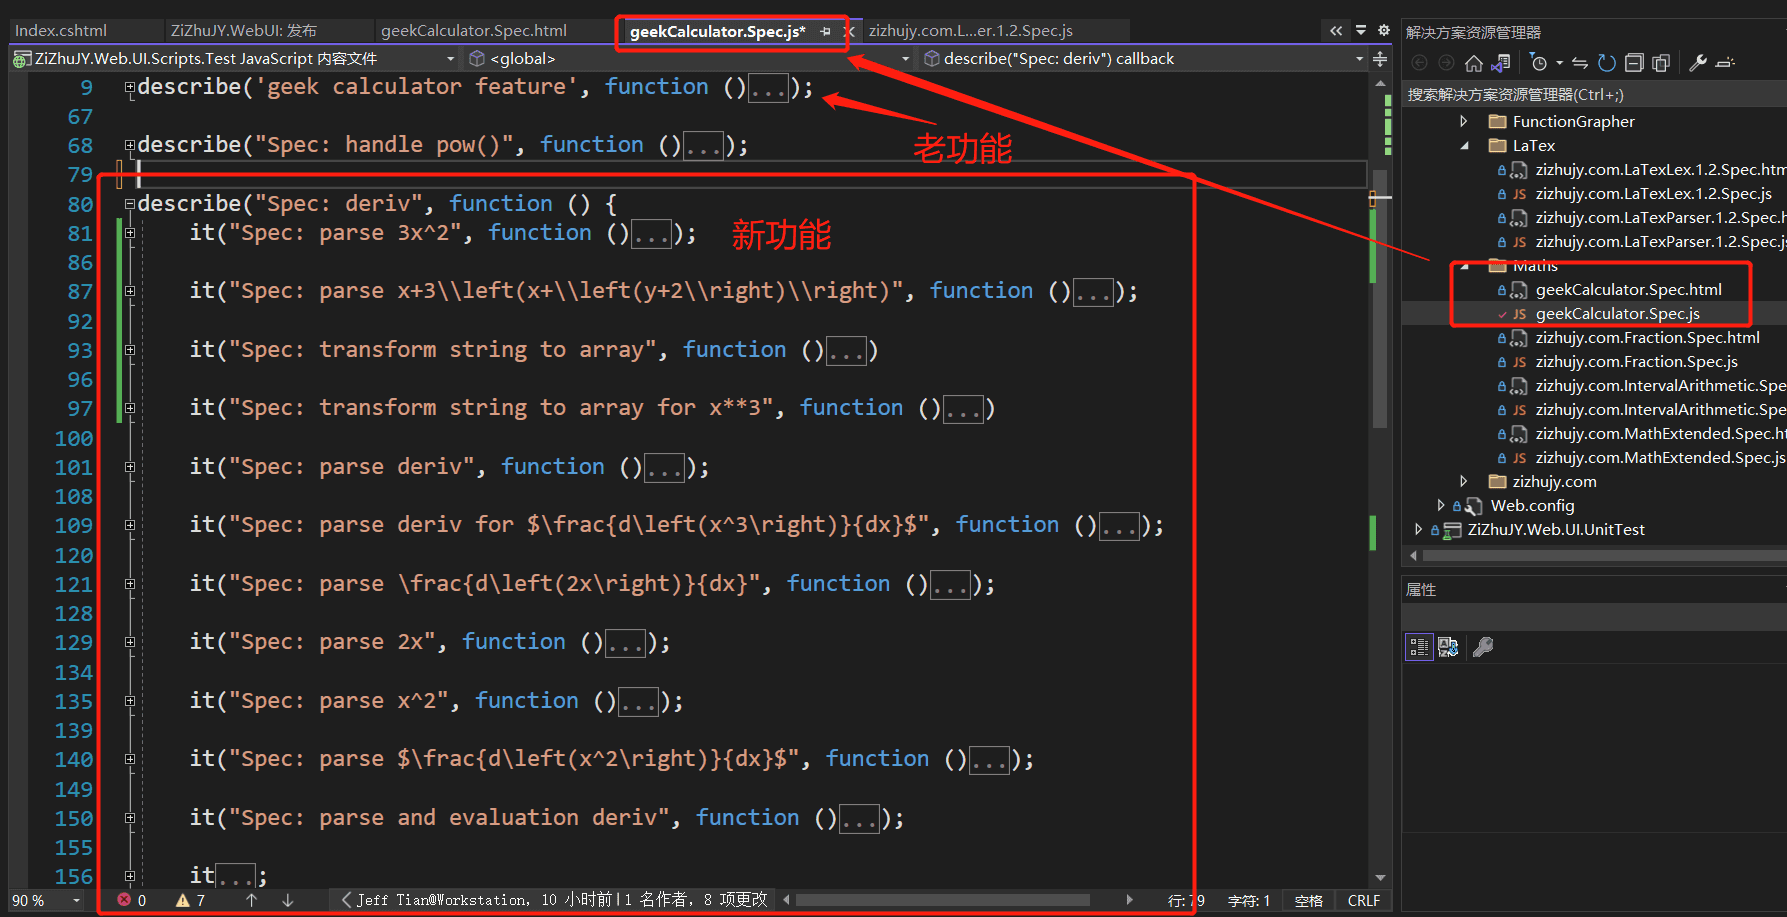 Index.cshtml
ZiZhuJY.WebUI: 发布
geekCalculator.Spec.html
geekCalculator.Spec.js*
zizhujy.com.L...er.1.2.Spec.js
ZiZhuJY.Web.UI.Scripts.Test JavaScript 内容文件
<global>
describe("Spec: deriv") callback
9 describe('geek calculator feature', function ()...);
67
老功能
68 describe("Spec: handle pow()", function ()...);
79
80 describe("Spec: deriv", function () {
81 it("Spec: parse 3x^2", function ()...);
新功能
86
87 it("Spec: parse x+3\\left(x+\\left(y+2\\right)\\right)", function ()...);
92
93 it("Spec: transform string to array", function ()...)
96
97 it("Spec: transform string to array for x**3", function ()...)
100
101 it("Spec: parse deriv", function ()...);
108
109 it("Spec: parse deriv for $\frac{d\left(x^3\right)}{dx}$", function ()...);
120
121 it("Spec: parse \frac{d\left(2x\right)}{dx}", function ()...);
128
129 it("Spec: parse 2x", function ()...);
134
135 it("Spec: parse x^2", function ()...);
139
140 it("Spec: parse $\frac{d\left(x^2\right)}{dx}$", function ()...);
149
150 it("Spec: parse and evaluation deriv", function ()...);
155
156 it...;
90 %
0
7
Jeff Tian@Workstation, 10 小时前|1 名作者, 8 项更改
行: 79
字符: 1
空格
CRLF
解决方案资源管理器
搜索解决方案资源管理器(Ctrl+;)
FunctionGrapher
LaTex
zizhujy.com.LaTexLex.1.2.Spec.htm
JS zizhujy.com.LaTexLex.1.2.Spec.js
zizhujy.com.LaTexParser.1.2.Spec.h
JS zizhujy.com.LaTexParser.1.2.Spec.js
Maths
geekCalculator.Spec.html
JS geekCalculator.Spec.js
zizhujy.com.Fraction.Spec.html
JS zizhujy.com.Fraction.Spec.js
zizhujy.com.IntervalArithmetic.Spe
JS zizhujy.com.IntervalArithmetic.Spe
zizhujy.com.MathExtended.Spec.ht
JS zizhujy.com.MathExtended.Spec.js
zizhujy.com
Web.config
ZiZhuJY.Web.UI.UnitTest
属性